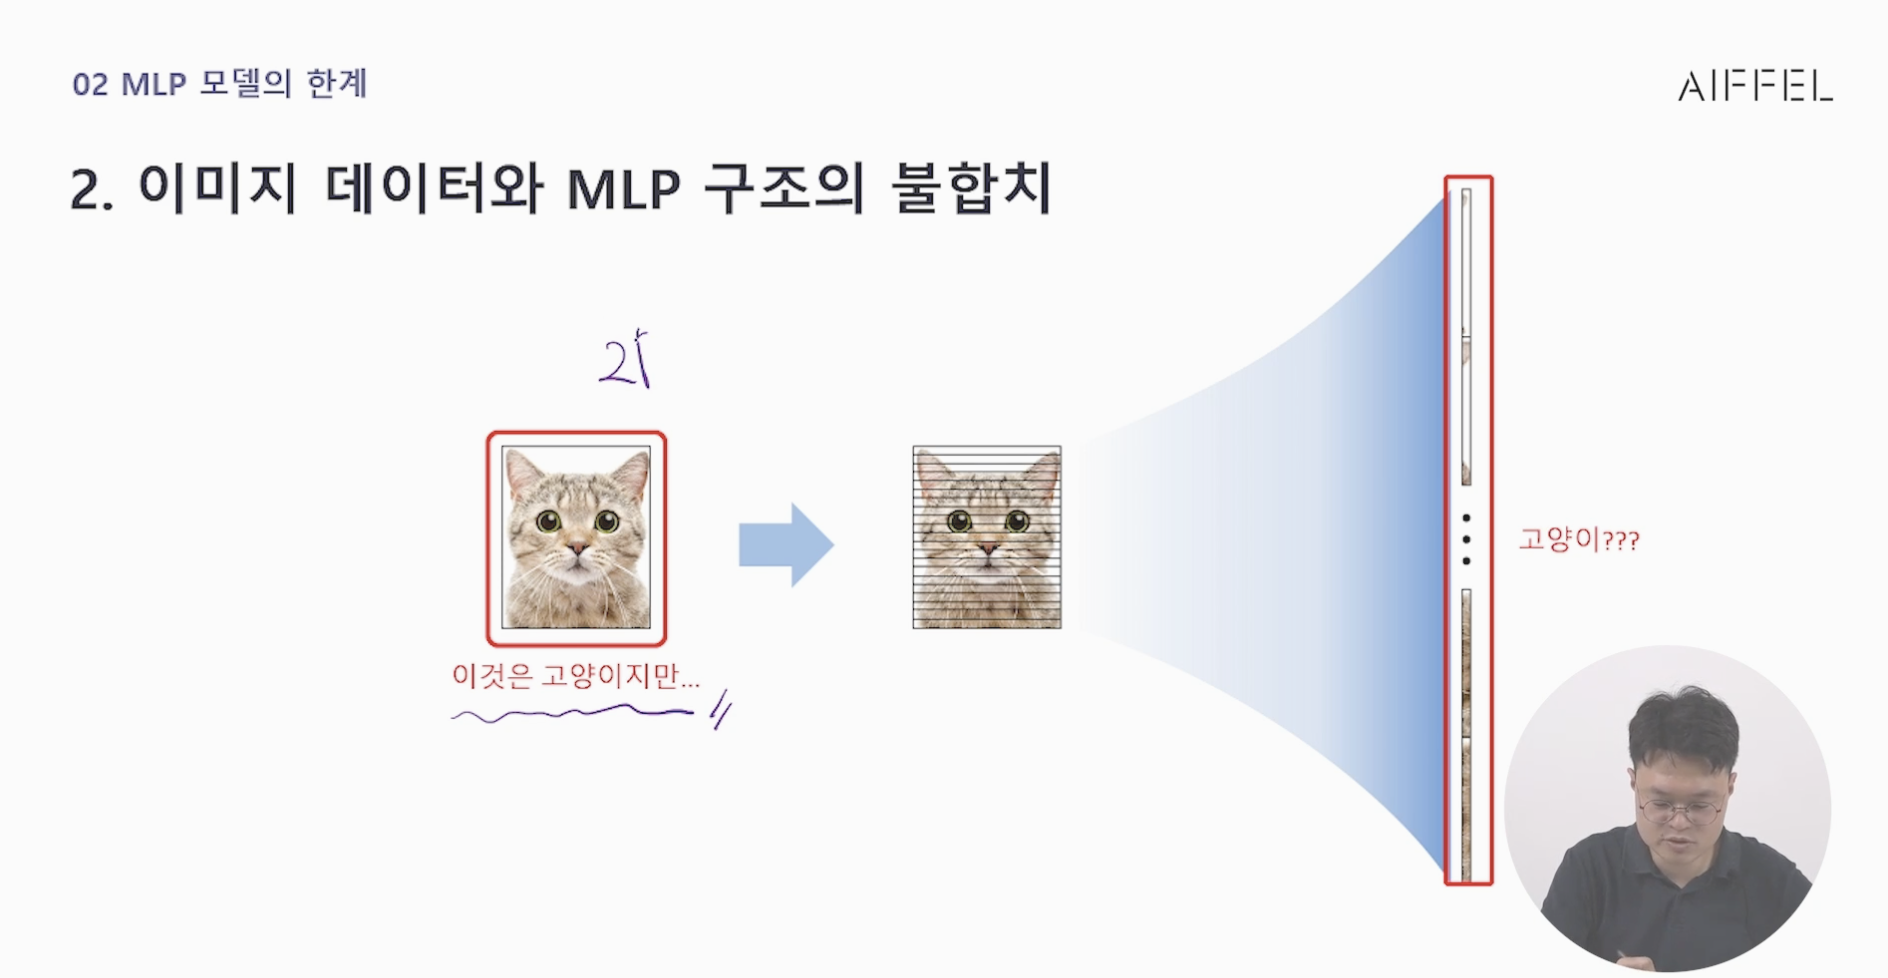 02 MLP 모델의 한계
AIFFEL
2. 이미지 데이터와 MLP 구조의 불합치
고양이???
이것은 고양이지만...